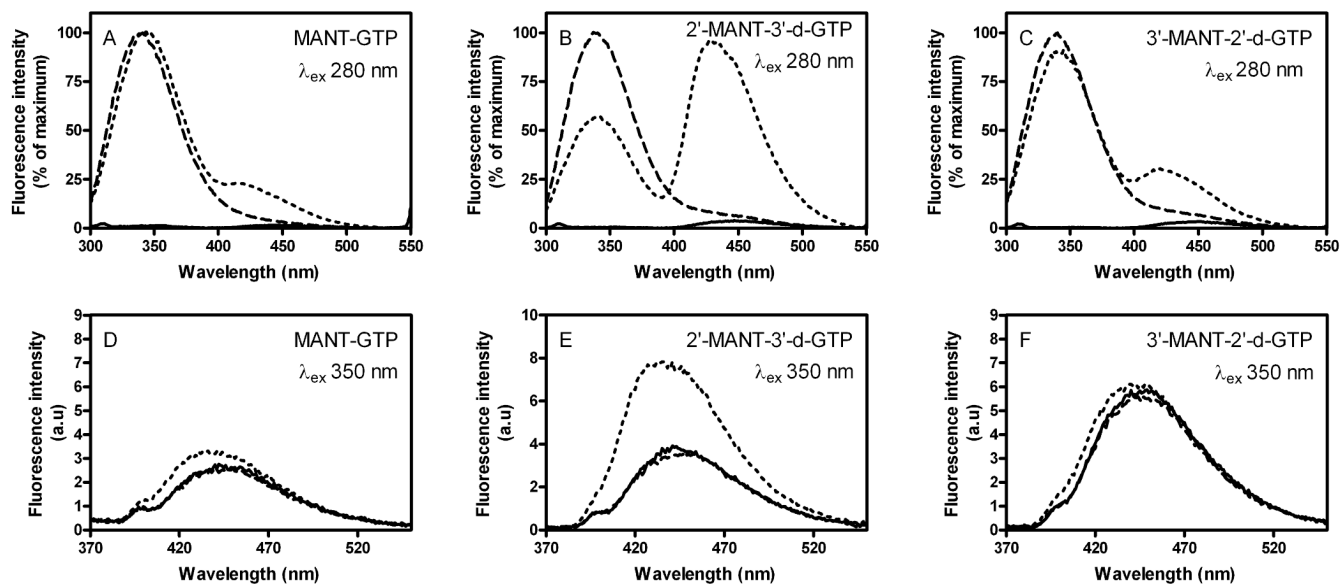 A
MANT-GTP
λex 280 nm
Fluorescence intensity
(% of maximum)
100
75
50
25
0
300
350
400
450
500
550
Wavelength (nm)
B
2'-MANT-3'-d-GTP
λex 280 nm
Fluorescence intensity
(% of maximum)
100
75
50
25
0
300
350
400
450
500
550
Wavelength (nm)
C
3'-MANT-2'-d-GTP
λex 280 nm
Fluorescence intensity
(% of maximum)
100
75
50
25
0
300
350
400
450
500
550
Wavelength (nm)
D
MANT-GTP
λex 350 nm
Fluorescence intensity
(a.u)
9
8
7
6
5
4
3
2
1
0
370
420
470
520
Wavelength (nm)
E
2'-MANT-3'-d-GTP
λex 350 nm
Fluorescence intensity
(a.u)
10
8
6
4
2
0
370
420
470
520
Wavelength (nm)
F
3'-MANT-2'-d-GTP
λex 350 nm
Fluorescence intensity
(a.u)
9
8
7
6
5
4
3
2
1
0
370
420
470
520
Wavelength (nm)